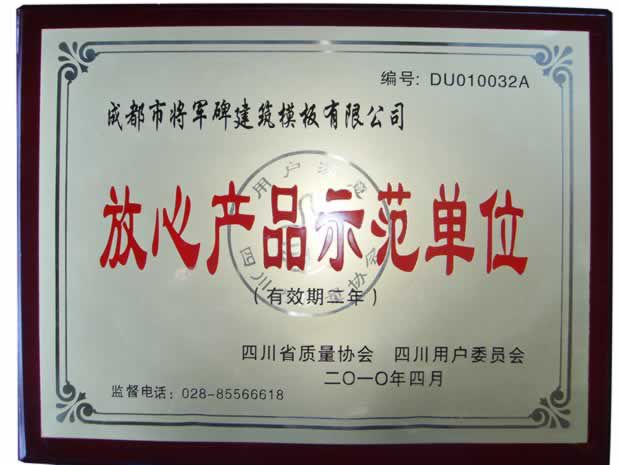 编号: DU010032A
成都市将军碑建筑模板有限公司
放心产品示范单位
(有效期二年)
四川省质量协会 四川用户委员会
二〇一〇年四月
监督电话: 028-85566618